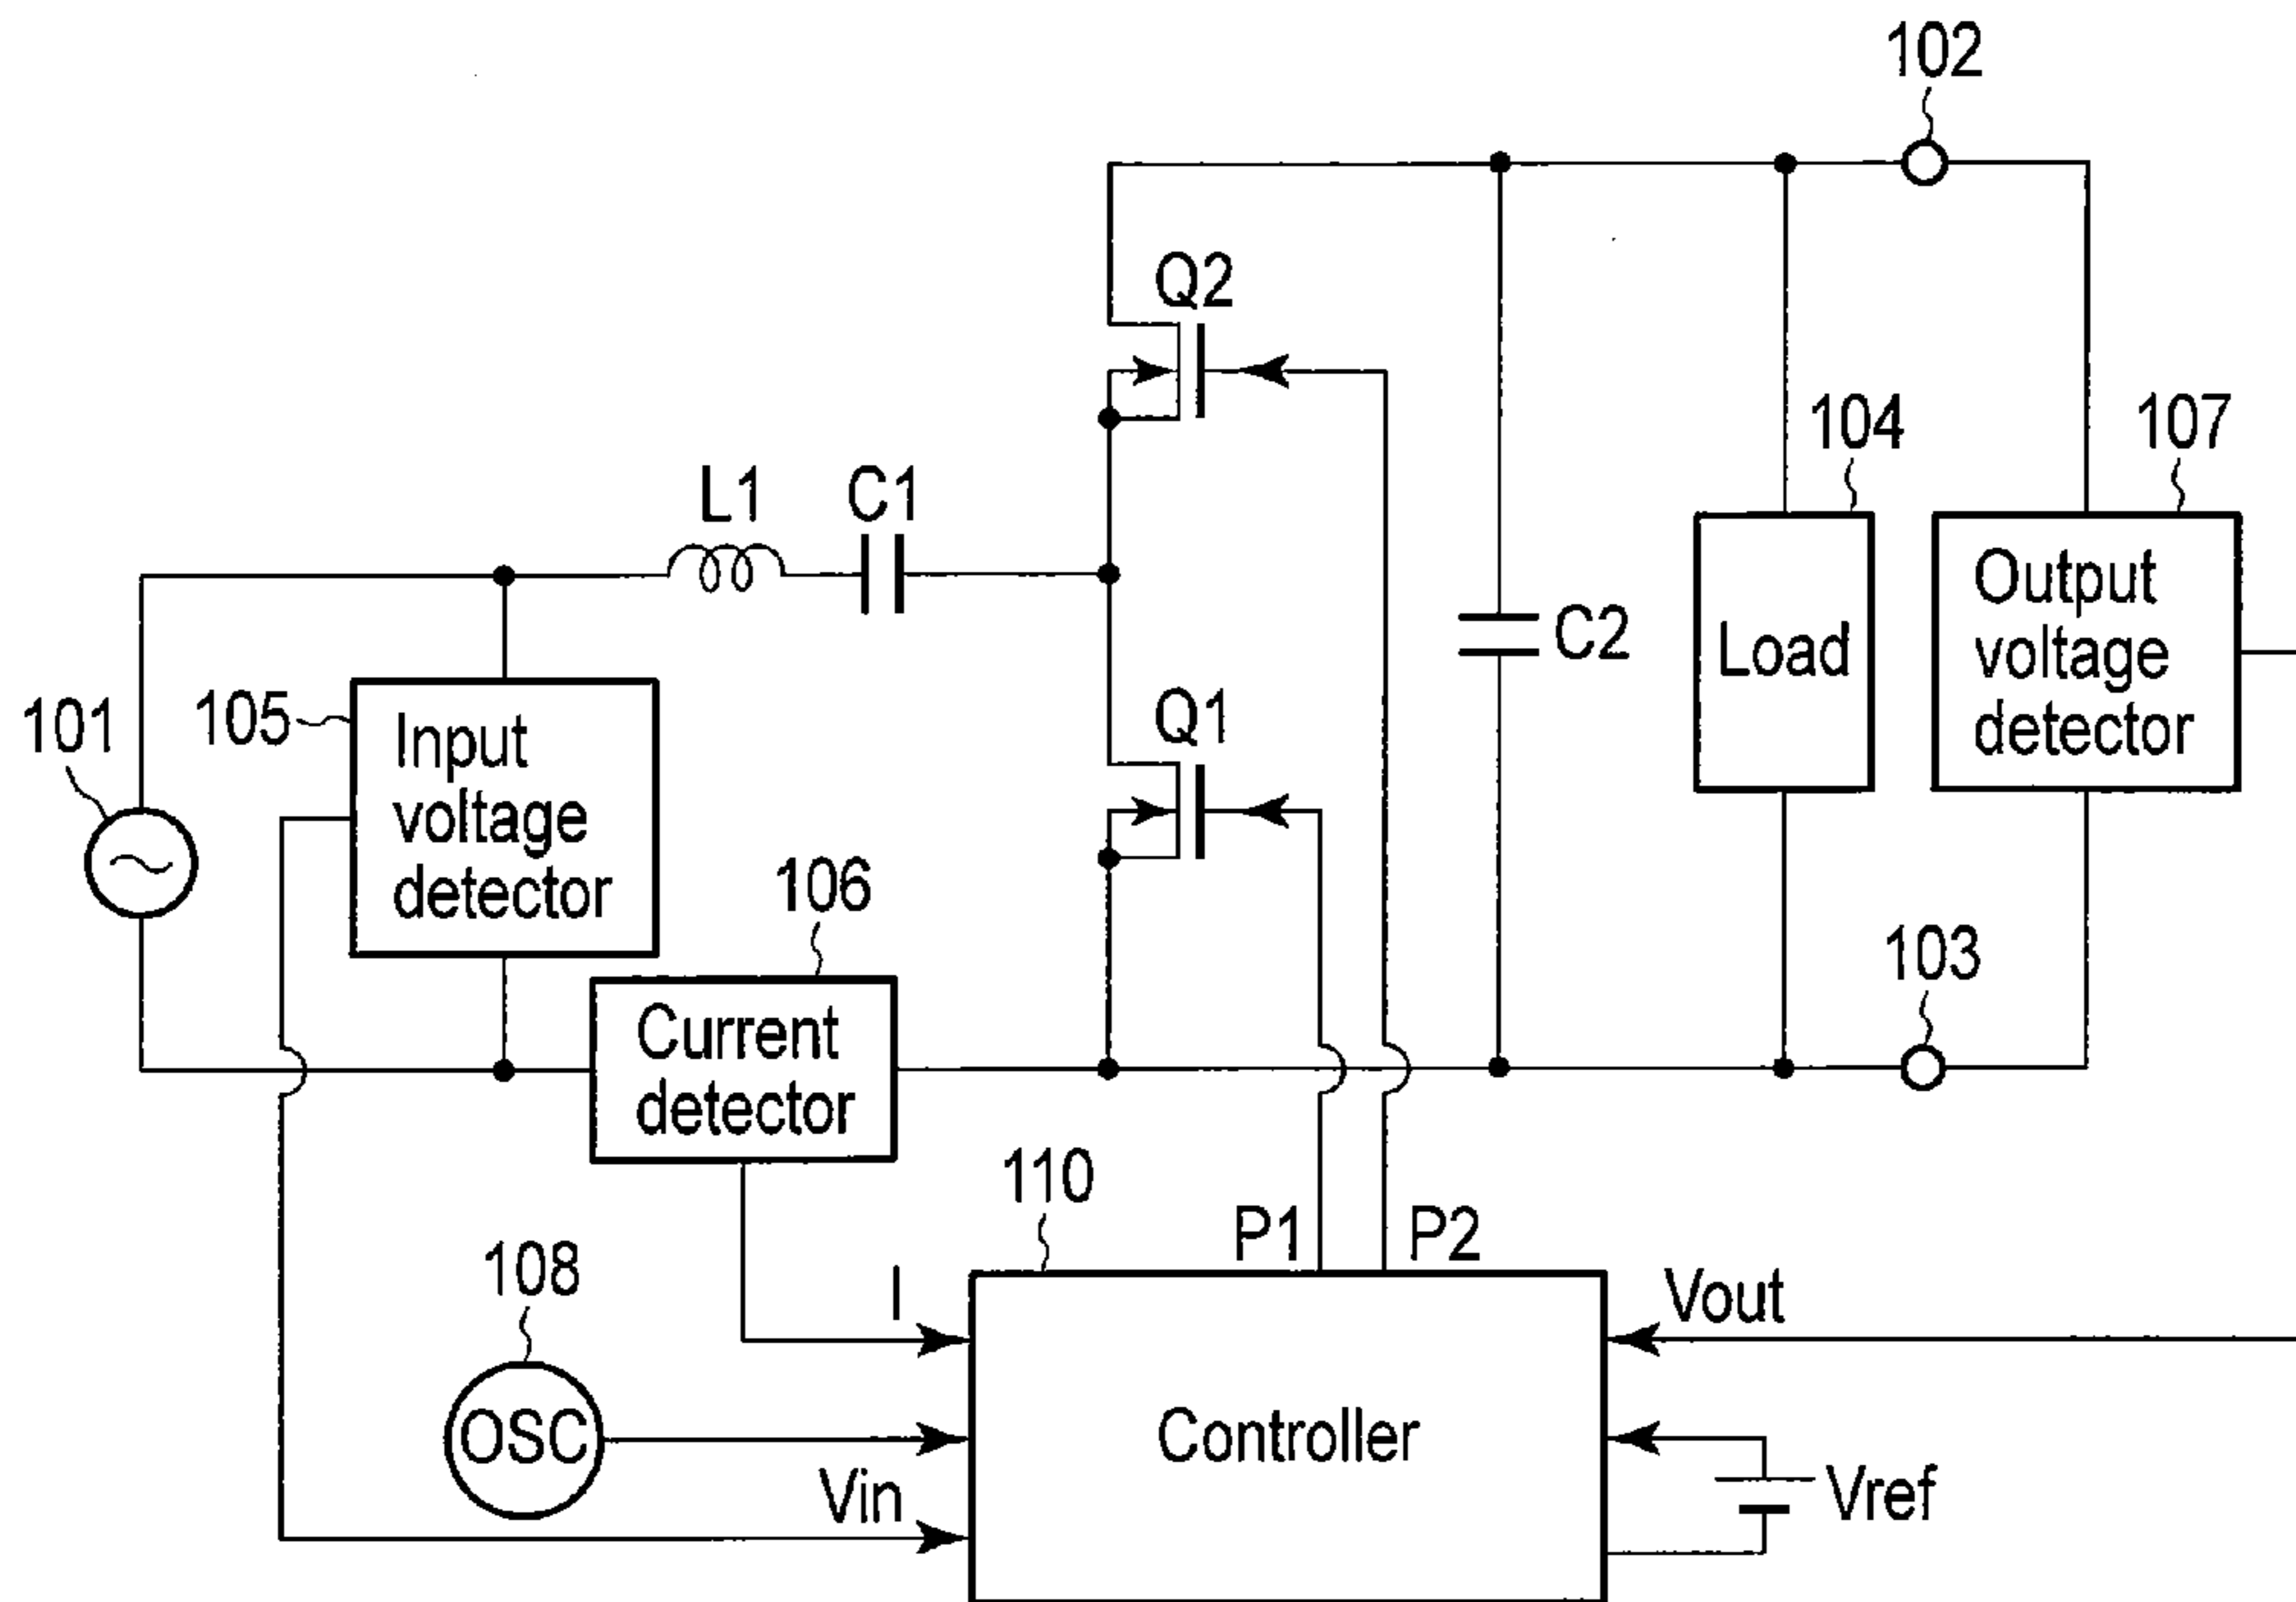 102
Q2
104
107
L1
C1
Output
voltage
detector
C2
Load
Q1
101
105
Input
voltage
detector
106
103
Current
detector
110
P1
P2
108
I
Vout
OSC
Controller
Vin
Vref